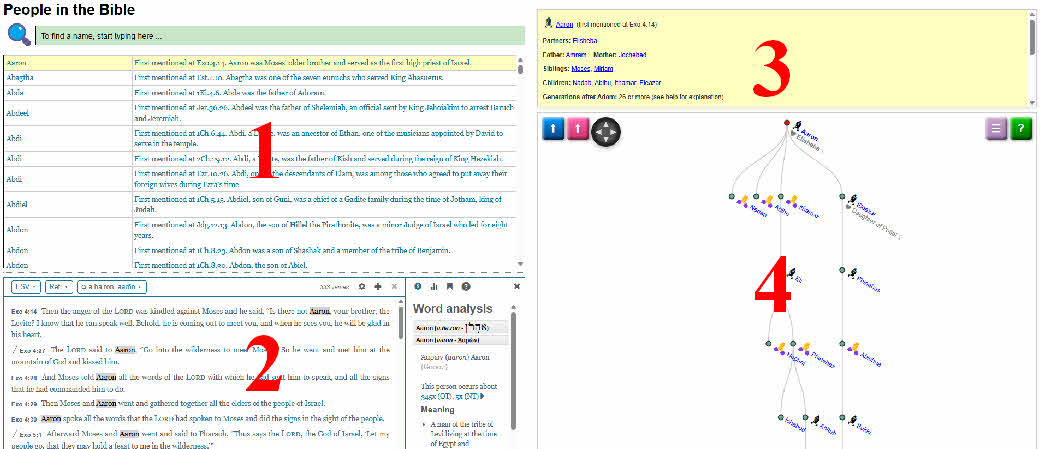 People in the Bible
To find a name, start typing here ...
Aaron First mentioned at Exo.4.14. Aaron was Moses' older brother and served as the first high priest of Israel.
Abagtha First mentioned at Est.1.10. Abagtha was one of the seven eunuchs who served King Ahasuerus.
Abda First mentioned at 1Ki.4.6. Abda was the father of Adoram.
Abdeel First mentioned at Jer.36.26. Abdeel was the father of Shelemiah, an official sent by King Jehoiakim to arrest Baruch
and Jeremiah.
Abdi First mentioned at 1Ch.6.44. Abdi, a was an ancestor of Ethan, one of the musicians appointed by David to
serve in the temple.
Abdi First mentioned at 2Ch.29.12. Abdi, a was the father of Kish and served during the reign of King Hezekiah.
Abdi First mentioned at Ezr.10.26. Abdi, the descendants of Elam, was among those who agreed to put away their
foreign wives during Ezra's time.
Abdiel First mentioned at 1Ch.5.15. Abdiel, son of Guni, was a chief of a Gadite family during the time of Jotham, king of
Judah.
Abdon First mentioned at Jdg.12.13. Abdon, the son of Hillel the Pirathonite, was a minor Judge of Israel who led for eight
years.
Abdon First mentioned at 1Ch.8.23. Abdon was a son of Shashak and a member of the tribe of Benjamin.
Abdon First mentioned at 1Ch.8.30. Abdon, the son of Abiel.
1
ESV
Ref
333 verses
Exo 4:14 Then the anger of the LORD was kindled against Moses and he said, "Is there not Aaron, your brother, the
Levite? I know that he can speak well. Behold, he is coming out to meet you, and when he sees you, he will be glad in
his heart.
Exo 4:27 The LORD said to Aaron, "Go into the wilderness to meet So he went and met him at the
mountain of God and kissed him.
Exo 4:28 And Moses told Aaron all the words of the LORD with which he had sent him to speak, and all the signs
that he had commanded him to do.
Exo 4:29 Then Moses and Aaron went and gathered together all the elders of the people of Israel.
Exo 4:30 Aaron spoke all the words that the LORD had spoken to Moses and did the signs in the sight of the people.
Exo 5:1 Afterward Moses and Aaron went and said to Pharaoh, "Thus says the LORD, the God of Israel, 'Let my
people go, that they may hold a feast to me in the wilderness.'"
2
Word analysis
Aaron (a.ha.ron - אַהֲרֹן)
Aaron (aaron - Ἀαρών)
Ἀαρών (aarōn) Aaron
(Greek)
This person occurs about
345x (OT), 5x (NT)
Meaning
A man of the tribe of
Levi living at the time
of Egypt and
Aaron (first mentioned at Exo.4.14)
Partners: Elisheba
Father: Amram Mother: Jochebed
Siblings: Moses, Miriam
Children: Nadab, Abihu, Ithamar, Eleazar
Generations after Adam: 26 or more (see help for explanation)
3
Aaron
Elisheba
Nadab
Abihu
Ithamar
Eleazar
Daughter of Putiel
Eli
Phinehas
4
Hophni
Phinehas
Abishua
Ichabod
Ahitub
Bukki